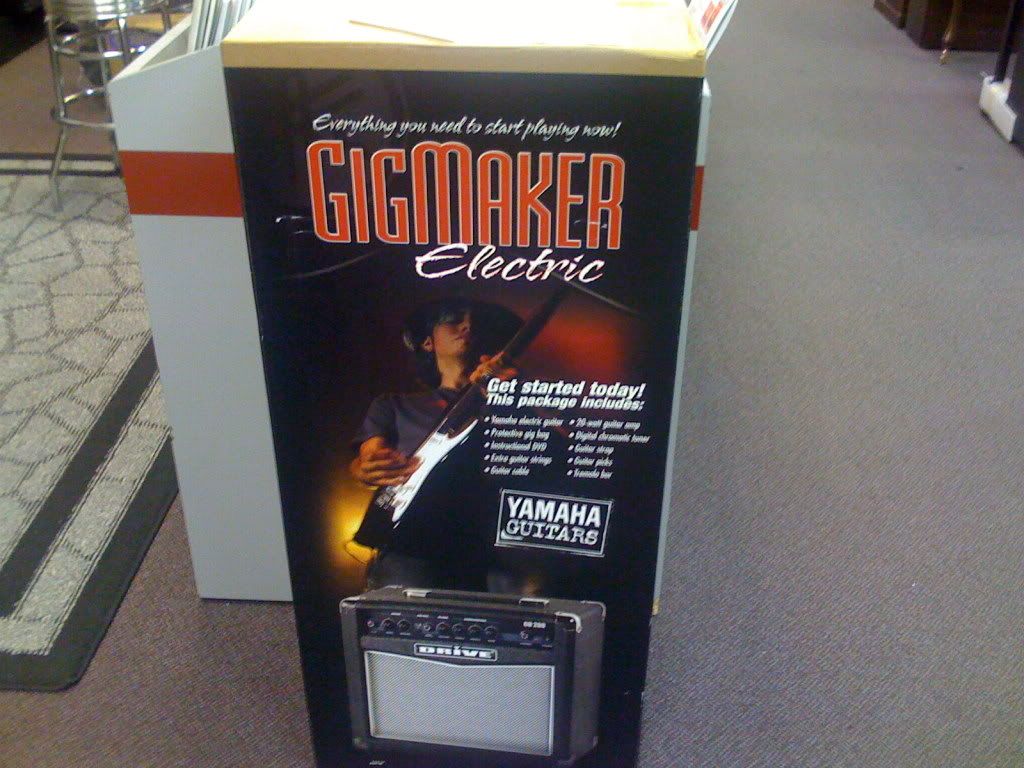 Everything you need to start playing now!
GIGMAKER
Electric
Get started today!
This package includes:
• Yamaha electric guitar
• Protective gig bag
• Instructional DVD
• Extra guitar strings
• Guitar cable
• 20-watt guitar amp
• Digital chromatic tuner
• Guitar strap
• Guitar picks
• Tremolo bar
YAMAHA
GUITARS
CD 200
DRIVE